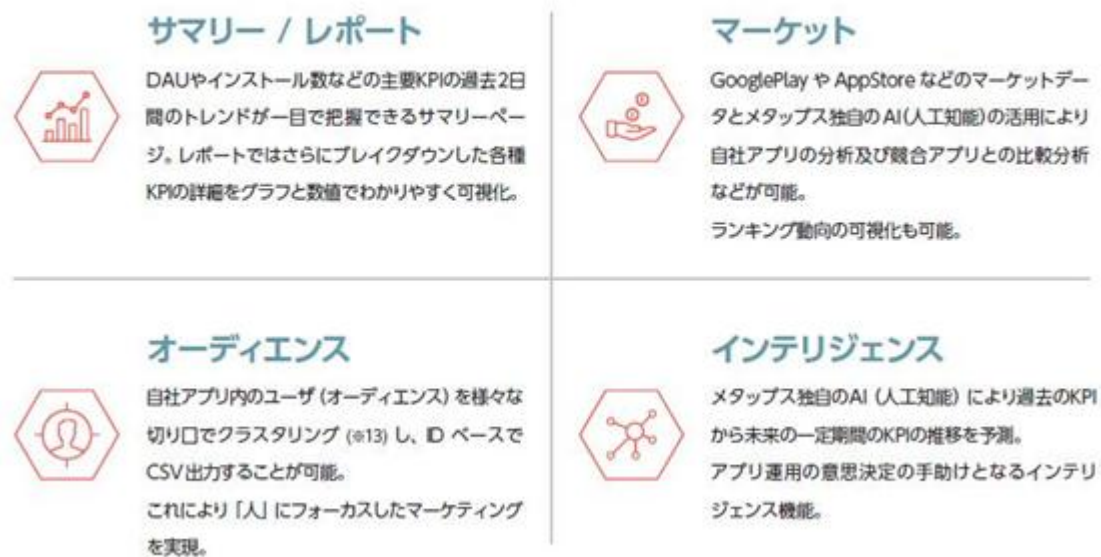 サマリー / レポート
DAUやインストール数などの主要KPIの過去2日
間のトレンドが一目で把握できるサマリーペー
ジ。レポートではさらにブレイクダウンした各種
KPIの詳細をグラフと数値でわかりやすく可視化。
マーケット
GooglePlay や AppStore などのマーケットデー
タとメタップス独自の AI(人工知能)の活用により
自社アプリの分析及び競合アプリとの比較分析
などが可能。
ランキング動向の可視化も可能。
オーディエンス
自社アプリ内のユーザ (オーディエンス) を様々な
切り口でクラスタリング (※13) し、ID ベースで
CSV出力することが可能。
これにより「人」にフォーカスしたマーケティング
を実現。
インテリジェンス
メタップス独自のAI (人工知能) により過去のKPI
から未来の一定期間のKPIの推移を予測。
アプリ運用の意思決定の手助けとなるインテリ
ジェンス機能。